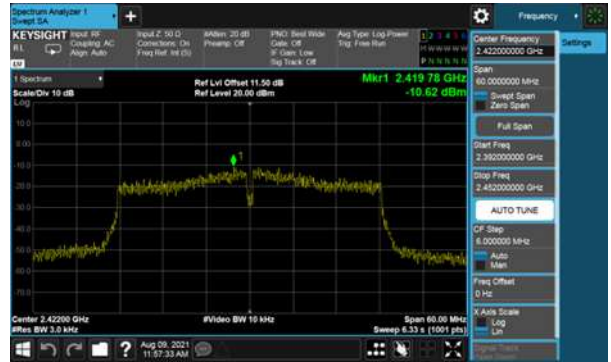 Spectrum Analyzer 1
Swept SA
+
Frequency
KEYSIGHT
Input: RF
Coupling: AC
Align: Auto
Input Z: 50 Ω
Corrections: On
Freq Ref: Int (S)
#Atten: 20 dB
Preamp: Off
PNO: Best Wide
Gate: Off
IF Gain: Low
Sig Track: Off
Avg Type: Log-Power
Trig: Free Run
1 2 3 4 5 6
M W W W W W
P N N N N N
RL
LW
Center Frequency
2.422000000 GHz
Settings
Span
60.0000000 MHz
Swept Span
Zero Span
Full Span
Start Freq
2.392000000 GHz
Stop Freq
2.452000000 GHz
AUTO TUNE
CF Step
6.000000 MHz
Auto
Man
Freq Offset
0 Hz
X Axis Scale
Log
Lin
Signal Track
1 Spectrum
Scale/Div 10 dB
Log
Ref Lvl Offset 11.50 dB
Ref Level 20.00 dBm
Mkr1 2.419 78 GHz
-10.62 dBm
10.0
0.00
-10.0
-20.0
-30.0
-40.0
-50.0
-60.0
-70.0
1
Center 2.42200 GHz
#Res BW 3.0 kHz
#Video BW 10 kHz
Span 60.00 MHz
Sweep 6.33 s (1001 pts)
?
Aug 09, 2021
11:57:33 AM